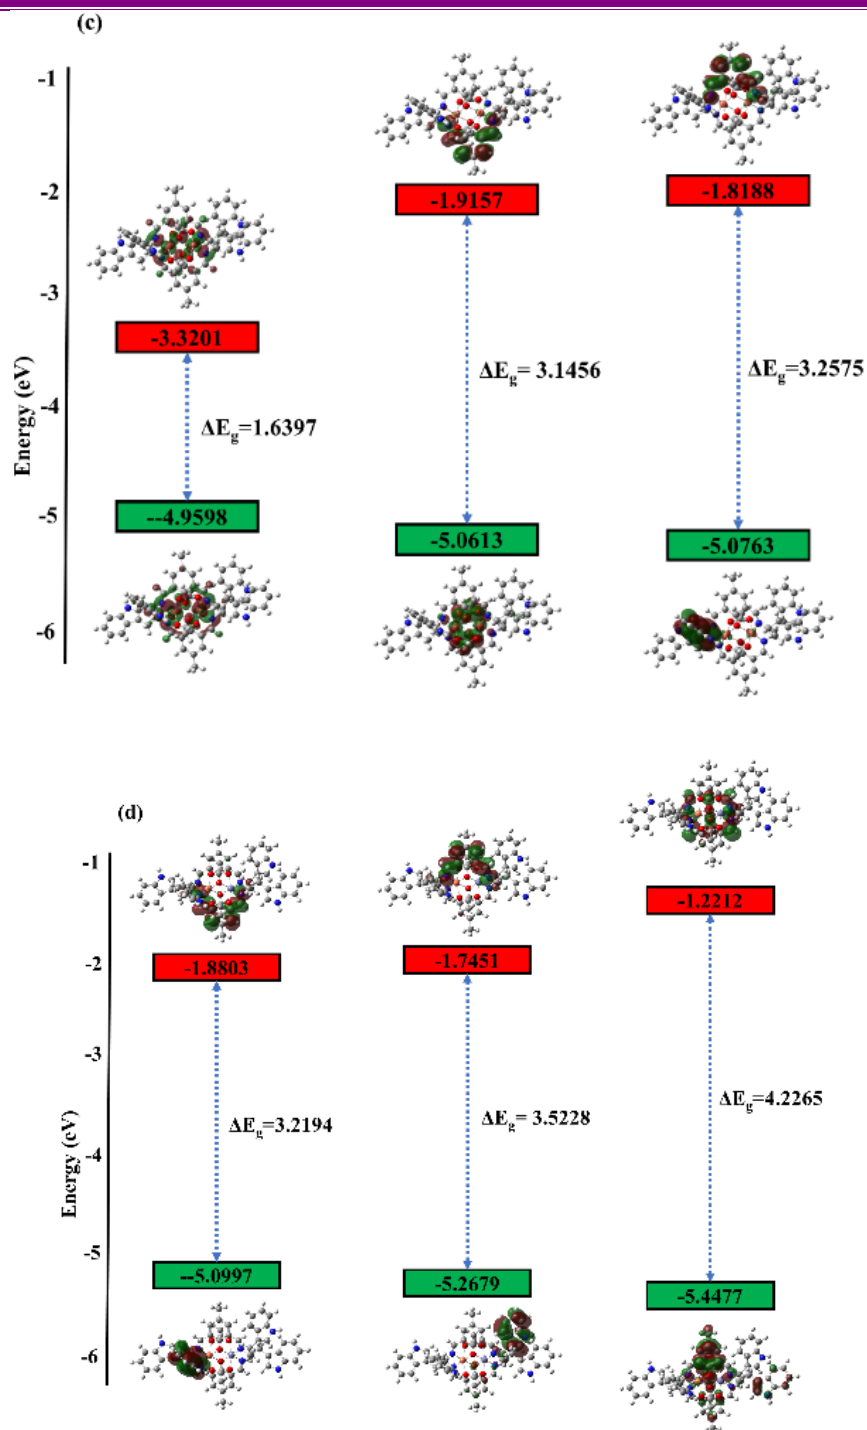 (c)
-1
-2
-3
-4
-5
-6
Energy (eV)
-1.9157
-1.8188
-3.3201
ΔEg= 3.1456
ΔEg= 3.2575
ΔEg=1.6397
--4.9598
-5.0613
-5.0763
(d)
-1
-2
-3
-4
-5
-6
Energy (eV)
-1.2212
-1.8803
-1.7451
ΔEg=4.2265
ΔEg=3.2194
ΔEg= 3.5228
--5.0997
-5.2679
-5.4477